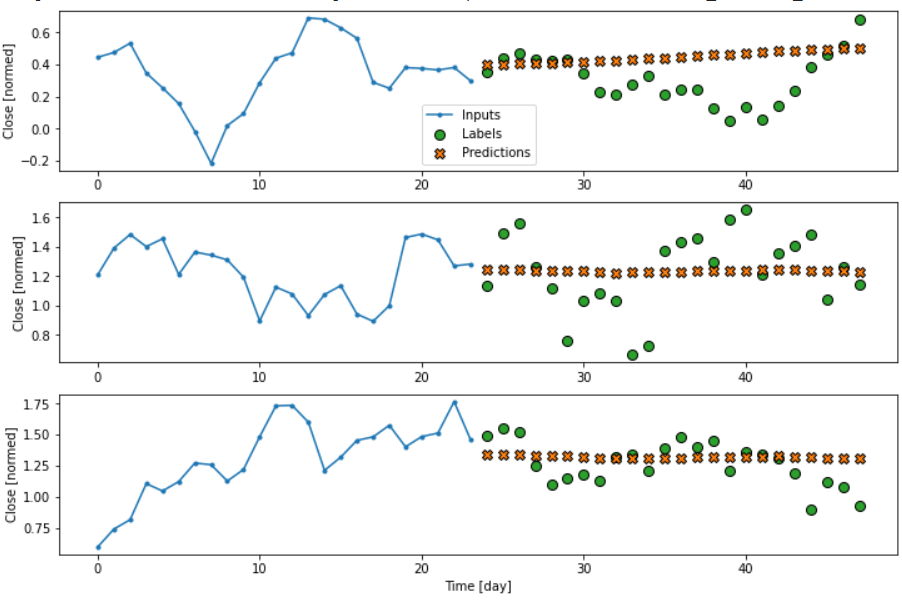 Close [normed]
0.6
0.4
0.2
0.0
−0.2
Inputs
Labels
Predictions
0 10 20 30 40
Close [normed]
1.6
1.4
1.2
1.0
0.8
0 10 20 30 40
Close [normed]
1.75
1.50
1.25
1.00
0.75
0 10 20 30 40
Time [day]